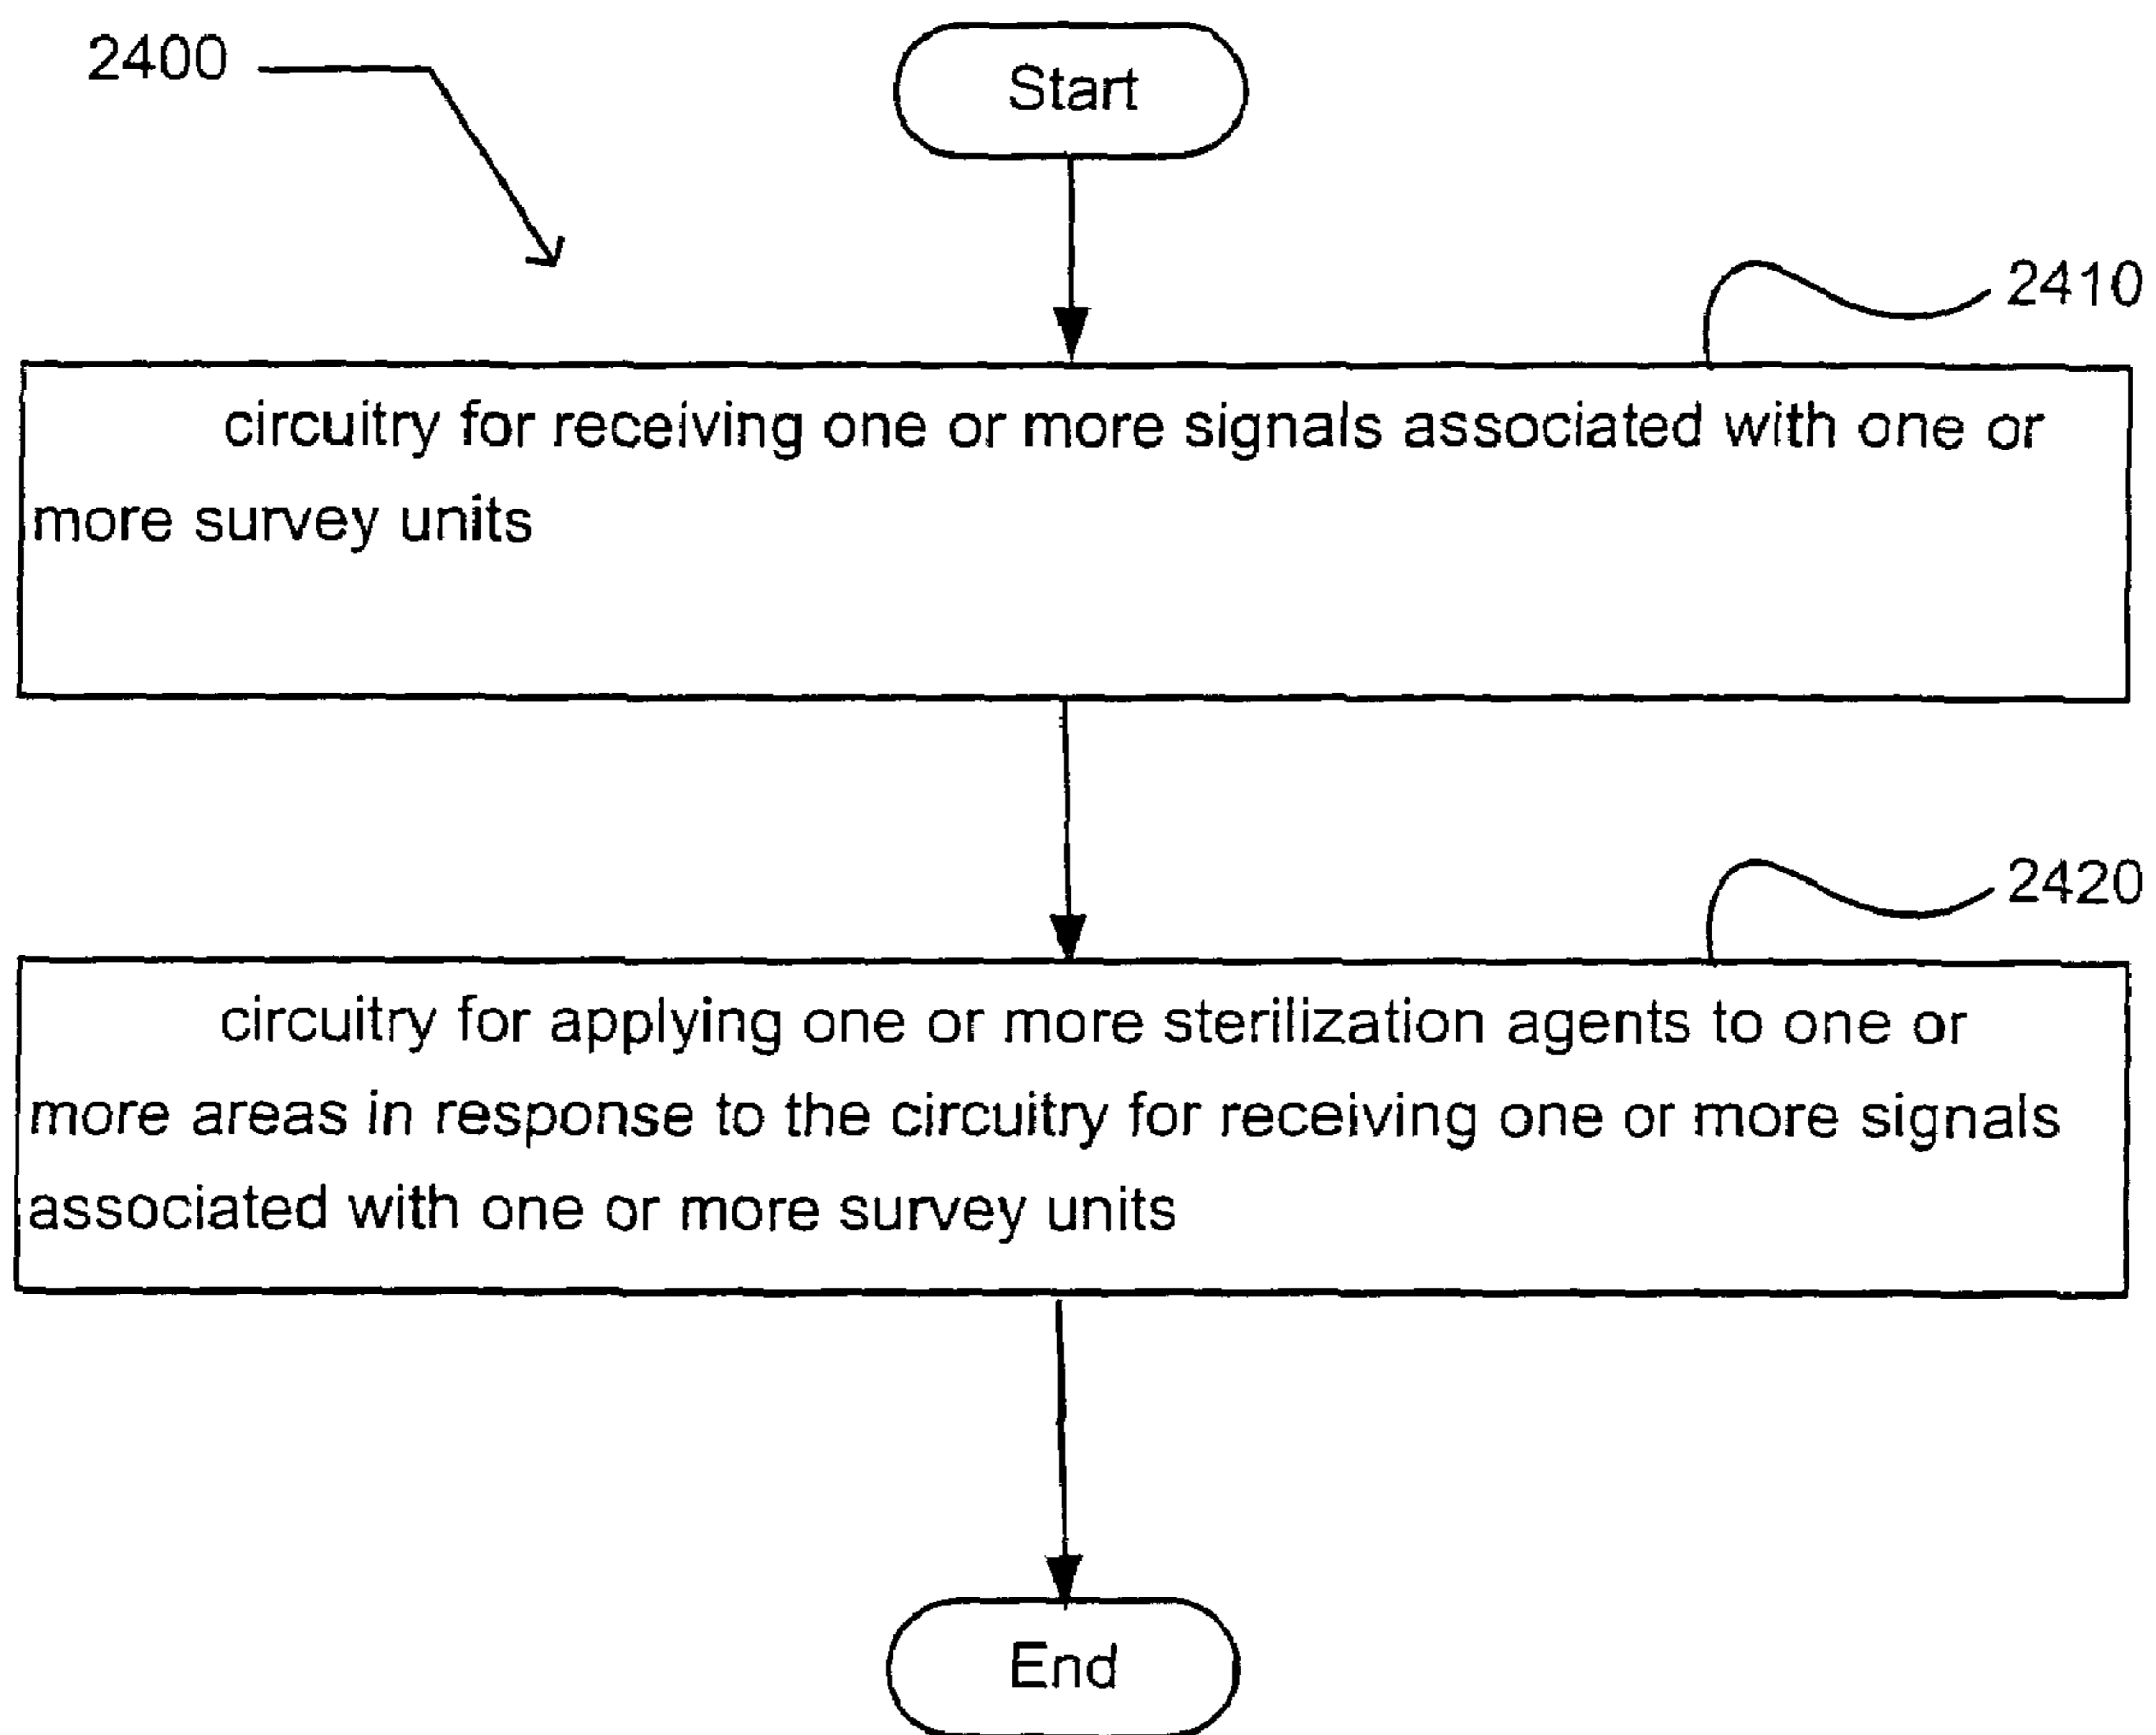 2400
Start
2410
circuitry for receiving one or more signals associated with one or
more survey units
2420
circuitry for applying one or more sterilization agents to one or
more areas in response to the circuitry for receiving one or more signals
associated with one or more survey units
End